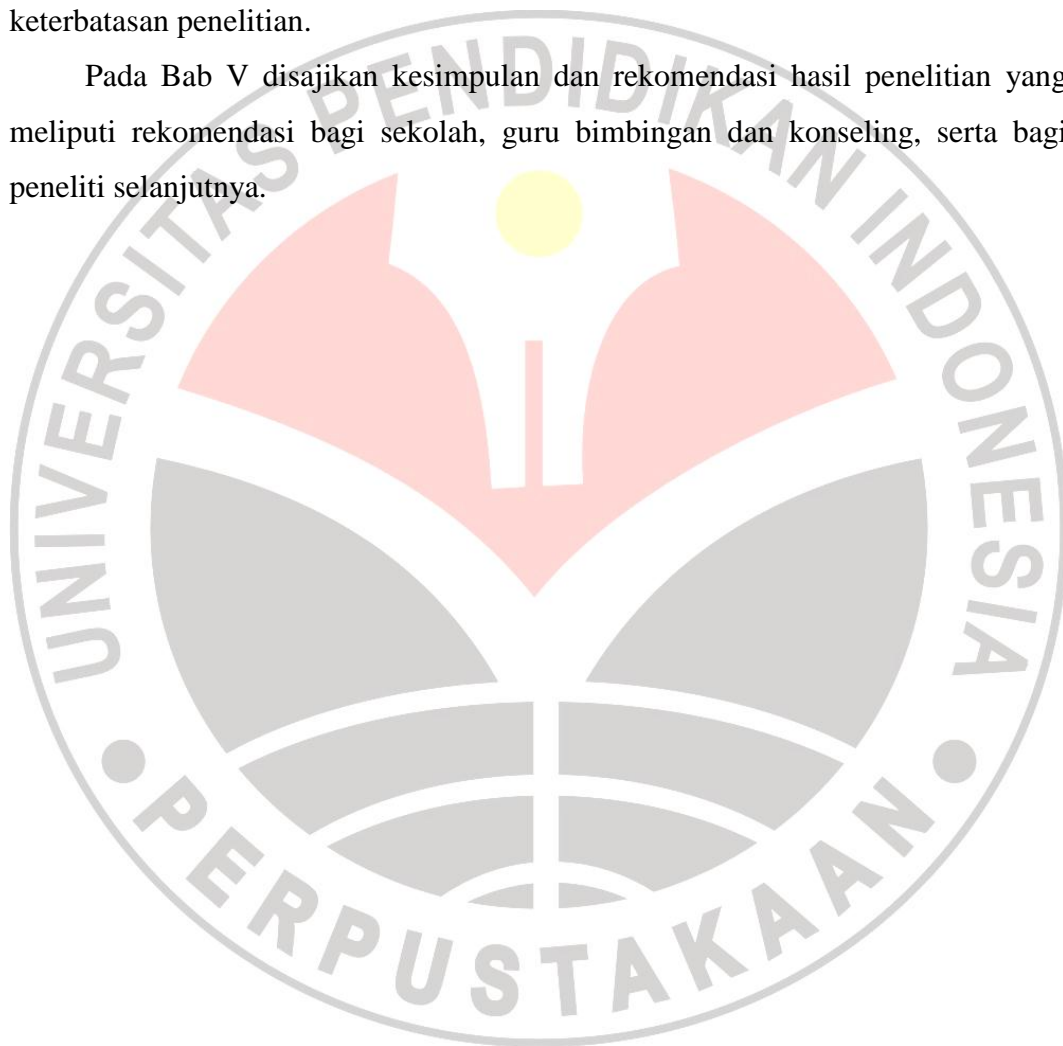 keterbatasan penelitian.
Pada Bab V disajikan kesimpulan dan rekomendasi hasil penelitian yang
meliputi rekomendasi bagi sekolah, guru bimbingan dan konseling, serta bagi
peneliti selanjutnya.
UNIVERSITAS PENDIDIKAN INDONESIA
PERPUSTAKAAN